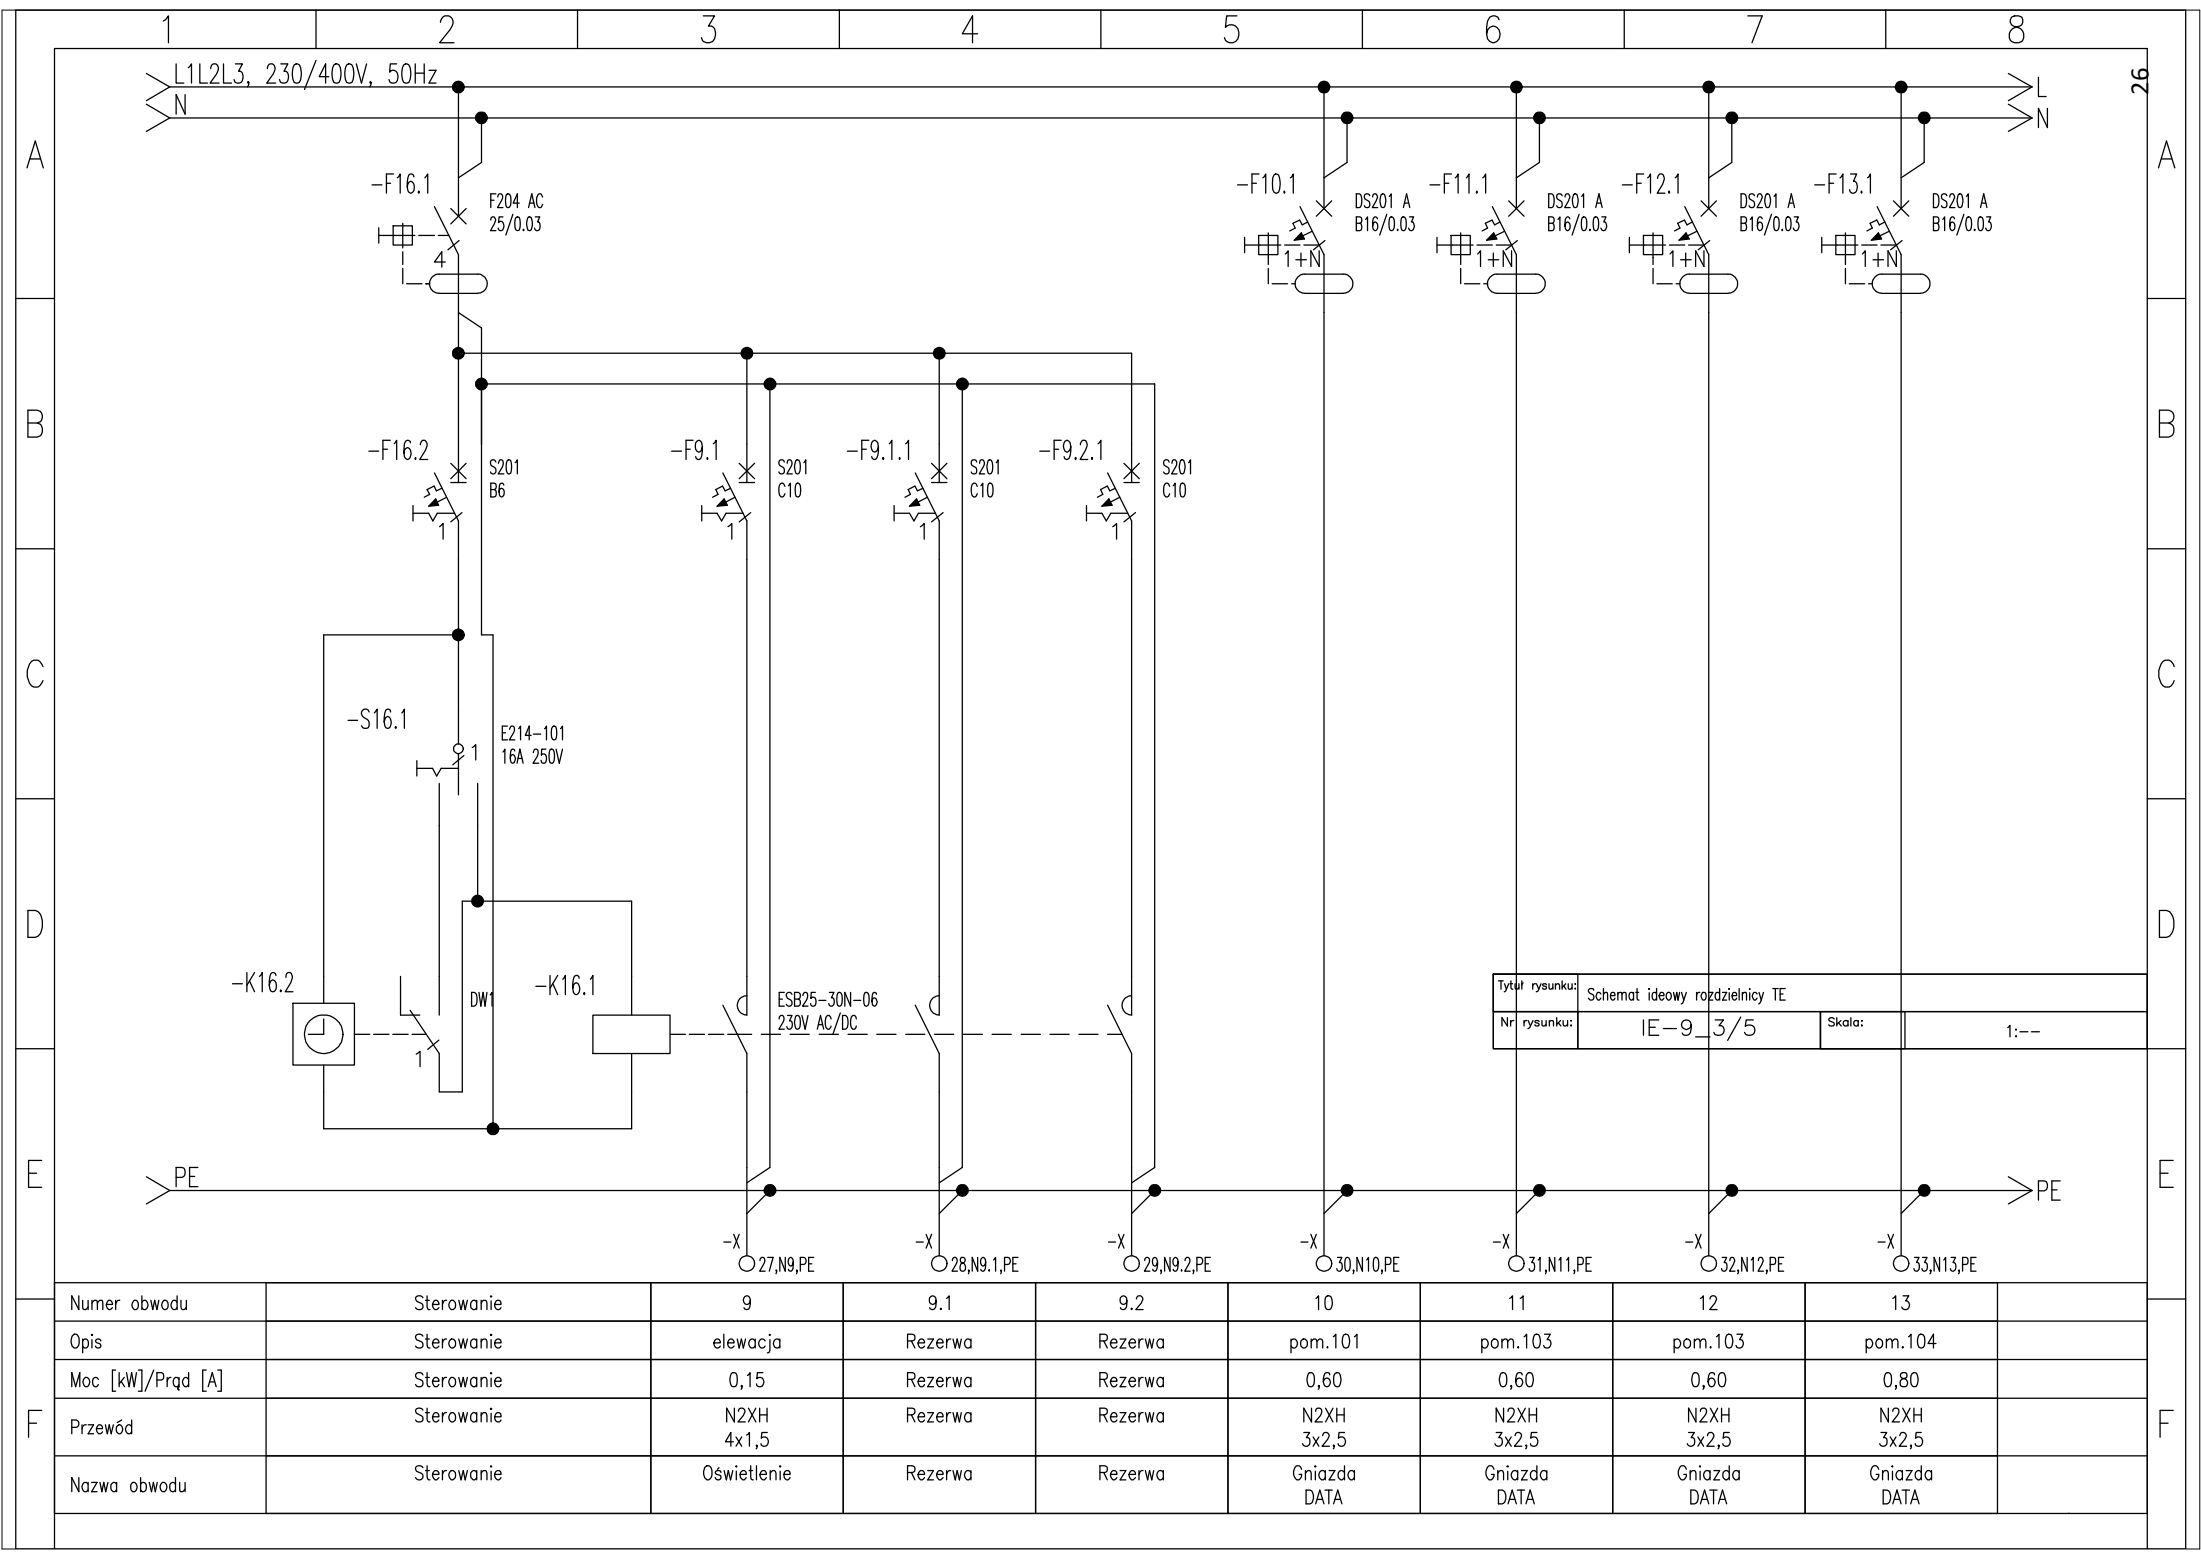 1 2 3 4 5 6 7 8
L1L2L3, 230/400V, 50Hz
L
26
N
N
A
A
-F16.1
F204 AC
25/0.03
4
-F10.1
DS201 A
B16/0.03
1+N
-F11.1
DS201 A
B16/0.03
1+N
-F12.1
DS201 A
B16/0.03
1+N
-F13.1
DS201 A
B16/0.03
1+N
B
B
-F16.2
S201
B6
1
-F9.1
S201
C10
1
-F9.1.1
S201
C10
1
-F9.2.1
S201
C10
1
C
C
-S16.1
1
E214-101
16A 250V
D
D
-K16.2
DW1
1
-K16.1
ESB25-30N-06
230V AC/DC
Tytuł rysunku: Schemat ideowy rozdzielnicy TE
Nr rysunku: IE-9_3/5 Skala: 1:--
E
E
PE
PE
-X -X -X -X -X -X -X
27,N9,PE 28,N9.1,PE 29,N9.2,PE 30,N10,PE 31,N11,PE 32,N12,PE 33,N13,PE
F
F
Numer obwodu Sterowanie 9 9.1 9.2 10 11 12 13
Opis Sterowanie elewacja Rezerwa Rezerwa pom.101 pom.103 pom.103 pom.104
Moc [kW]/Prąd [A] Sterowanie 0,15 Rezerwa Rezerwa 0,60 0,60 0,60 0,80
Przewód Sterowanie N2XH Rezerwa Rezerwa N2XH N2XH N2XH N2XH
4x1,5 3x2,5 3x2,5 3x2,5 3x2,5
Nazwa obwodu Sterowanie Oświetlenie Rezerwa Rezerwa Gniazda Gniazda Gniazda Gniazda
DATA DATA DATA DATA